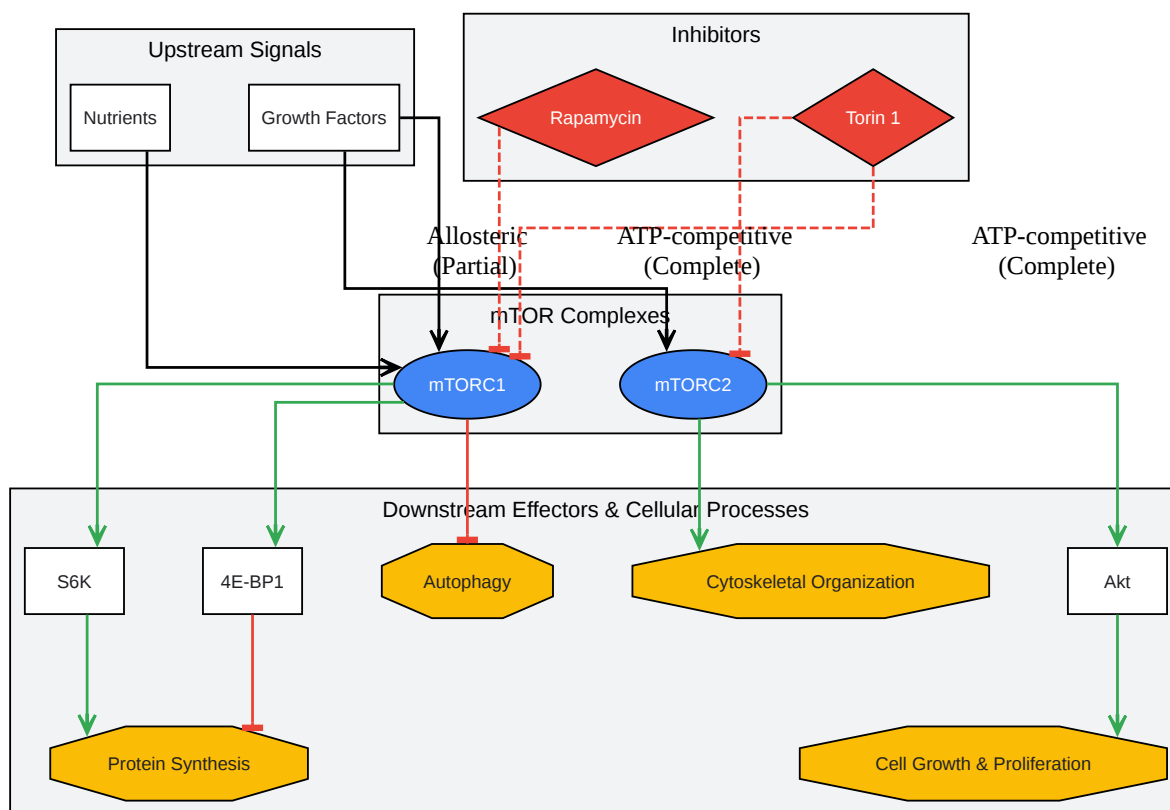 Upstream Signals
Inhibitors
Nutrients
Growth Factors
Rapamycin
Torin 1
Allosteric
(Partial)
ATP-competitive
(Complete)
ATP-competitive
(Complete)
mTOR Complexes
mTORC1
mTORC2
Downstream Effectors & Cellular Processes
S6K
4E-BP1
Autophagy
Cytoskeletal Organization
Akt
Protein Synthesis
Cell Growth & Proliferation